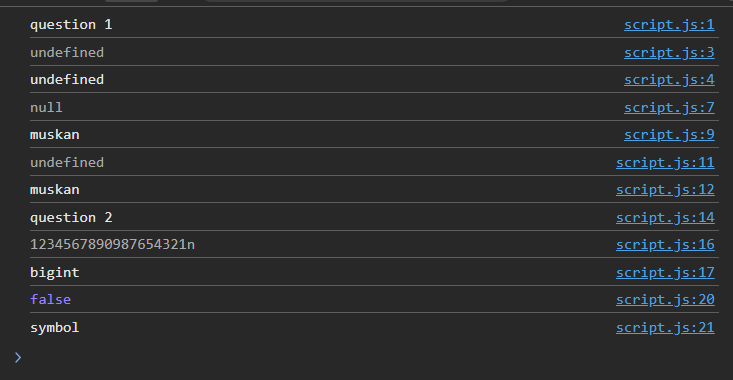 question 1 script.js:1
undefined script.js:3
undefined script.js:4
null script.js:7
muskan script.js:9
undefined script.js:11
muskan script.js:12
question 2 script.js:14
1234567890987654321n script.js:16
bigint script.js:17
false script.js:20
symbol script.js:21
>